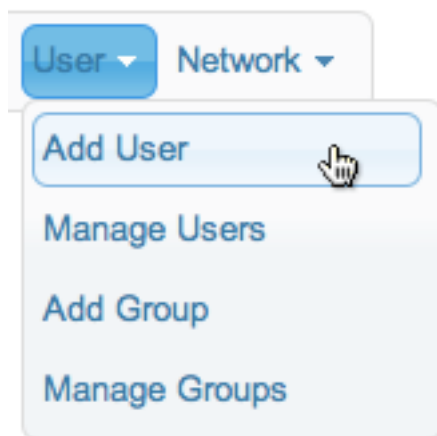 User Network
Add User
Manage Users
Add Group
Manage Groups